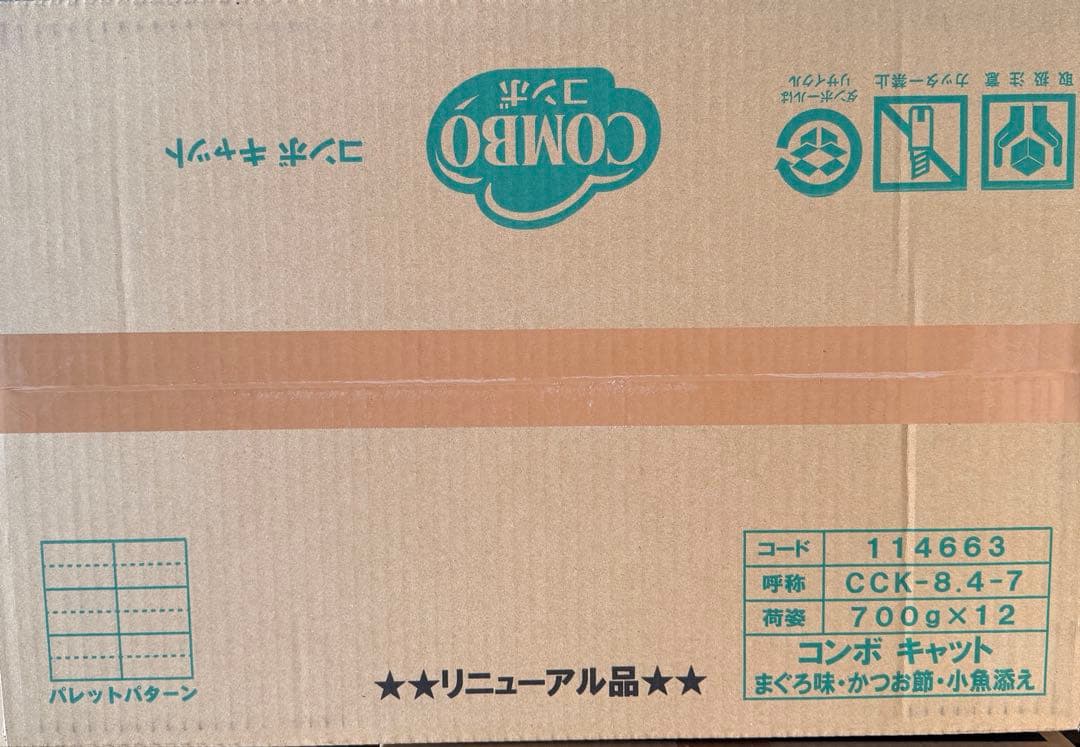 コンボ キャット
コンボ
COMBO
ダンボールは
リサイクル
カッター禁止
取扱注意
コード 114663
呼称 CCK-8.4-7
荷姿 700g×12
コンボ キャット
まぐろ味・かつお節・小魚添え
★★リニューアル品★★
パレットパターン